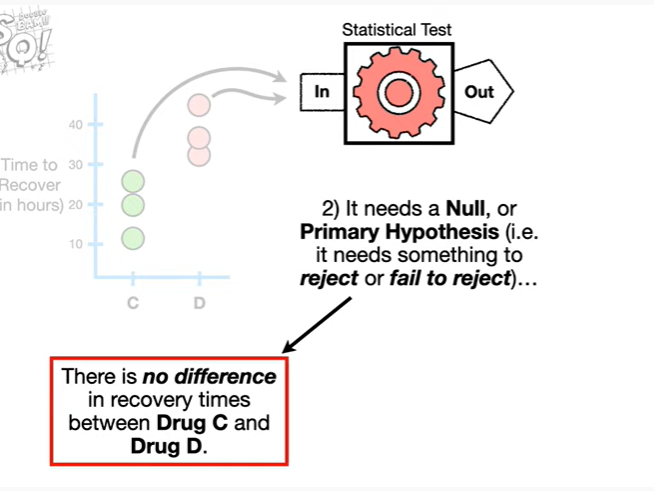 Statistical Test
In
Out
40
30
20
10
Time to
Recover
in hours)
C
D
2) It needs a Null, or
Primary Hypothesis (i.e.
it needs something to
reject or fail to reject)…
There is no difference
in recovery times
between Drug C and
Drug D.